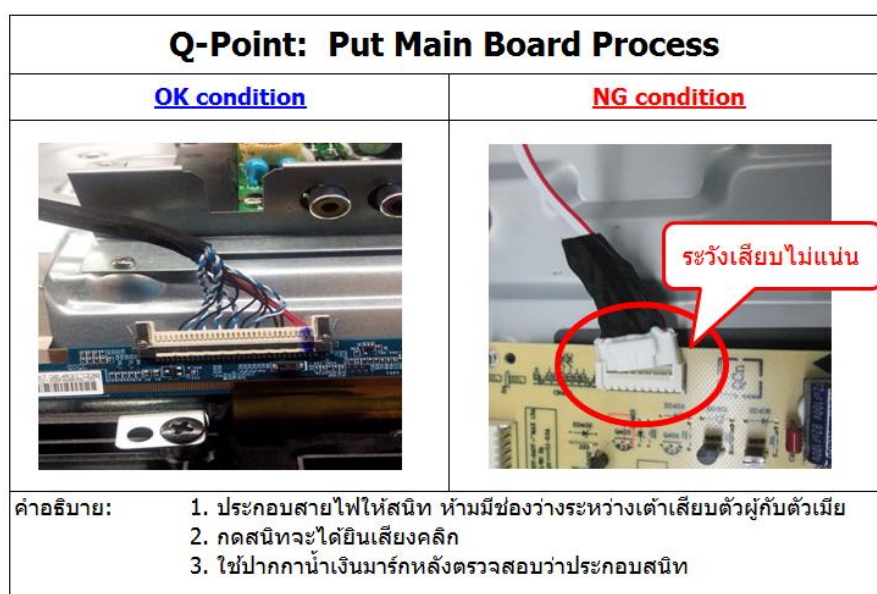 Q-Point: Put Main Board Process
OK condition
NG condition
ระวังเสียบไม่แน่น
คำอธิบาย: 1. ประกอบสายไฟให้สนิท ห้ามมีช่องว่างระหว่างเต้าเสียบตัวผู้กับตัวเมีย
2. กดสนิทจะได้ยินเสียงคลิก
3. ใช้ปากกาน้ำเงินมาร์กหลังตรวจสอบว่าประกอบสนิท